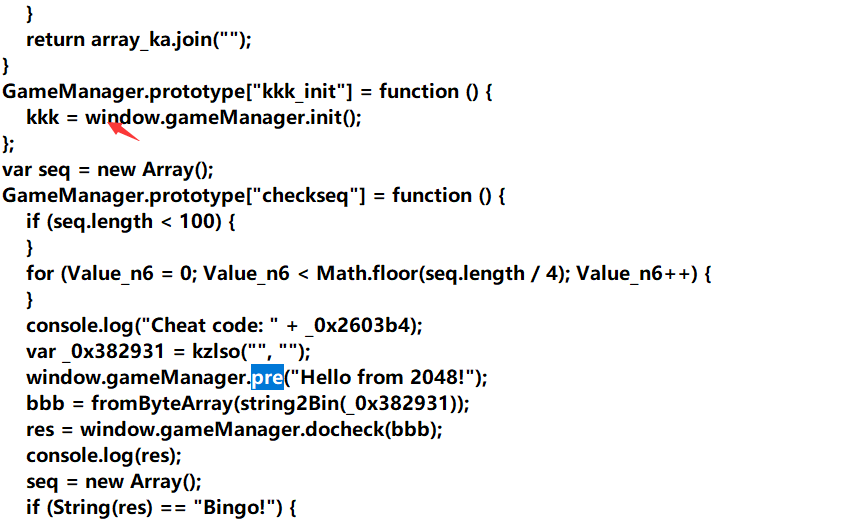 }
return array_ka.join("");
}
GameManager.prototype["kkk_init"] = function () {
kkk = window.gameManager.init();
};
var seq = new Array();
GameManager.prototype["checkseq"] = function () {
if (seq.length < 100) {
}
for (Value_n6 = 0; Value_n6 < Math.floor(seq.length / 4); Value_n6++) {
}
console.log("Cheat code: " + _0x2603b4);
var _0x382931 = kzlso("", "");
window.gameManager.pre("Hello from 2048!");
bbb = fromByteArray(string2Bin(_0x382931));
res = window.gameManager.docheck(bbb);
console.log(res);
seq = new Array();
if (String(res) == "Bingo!") {